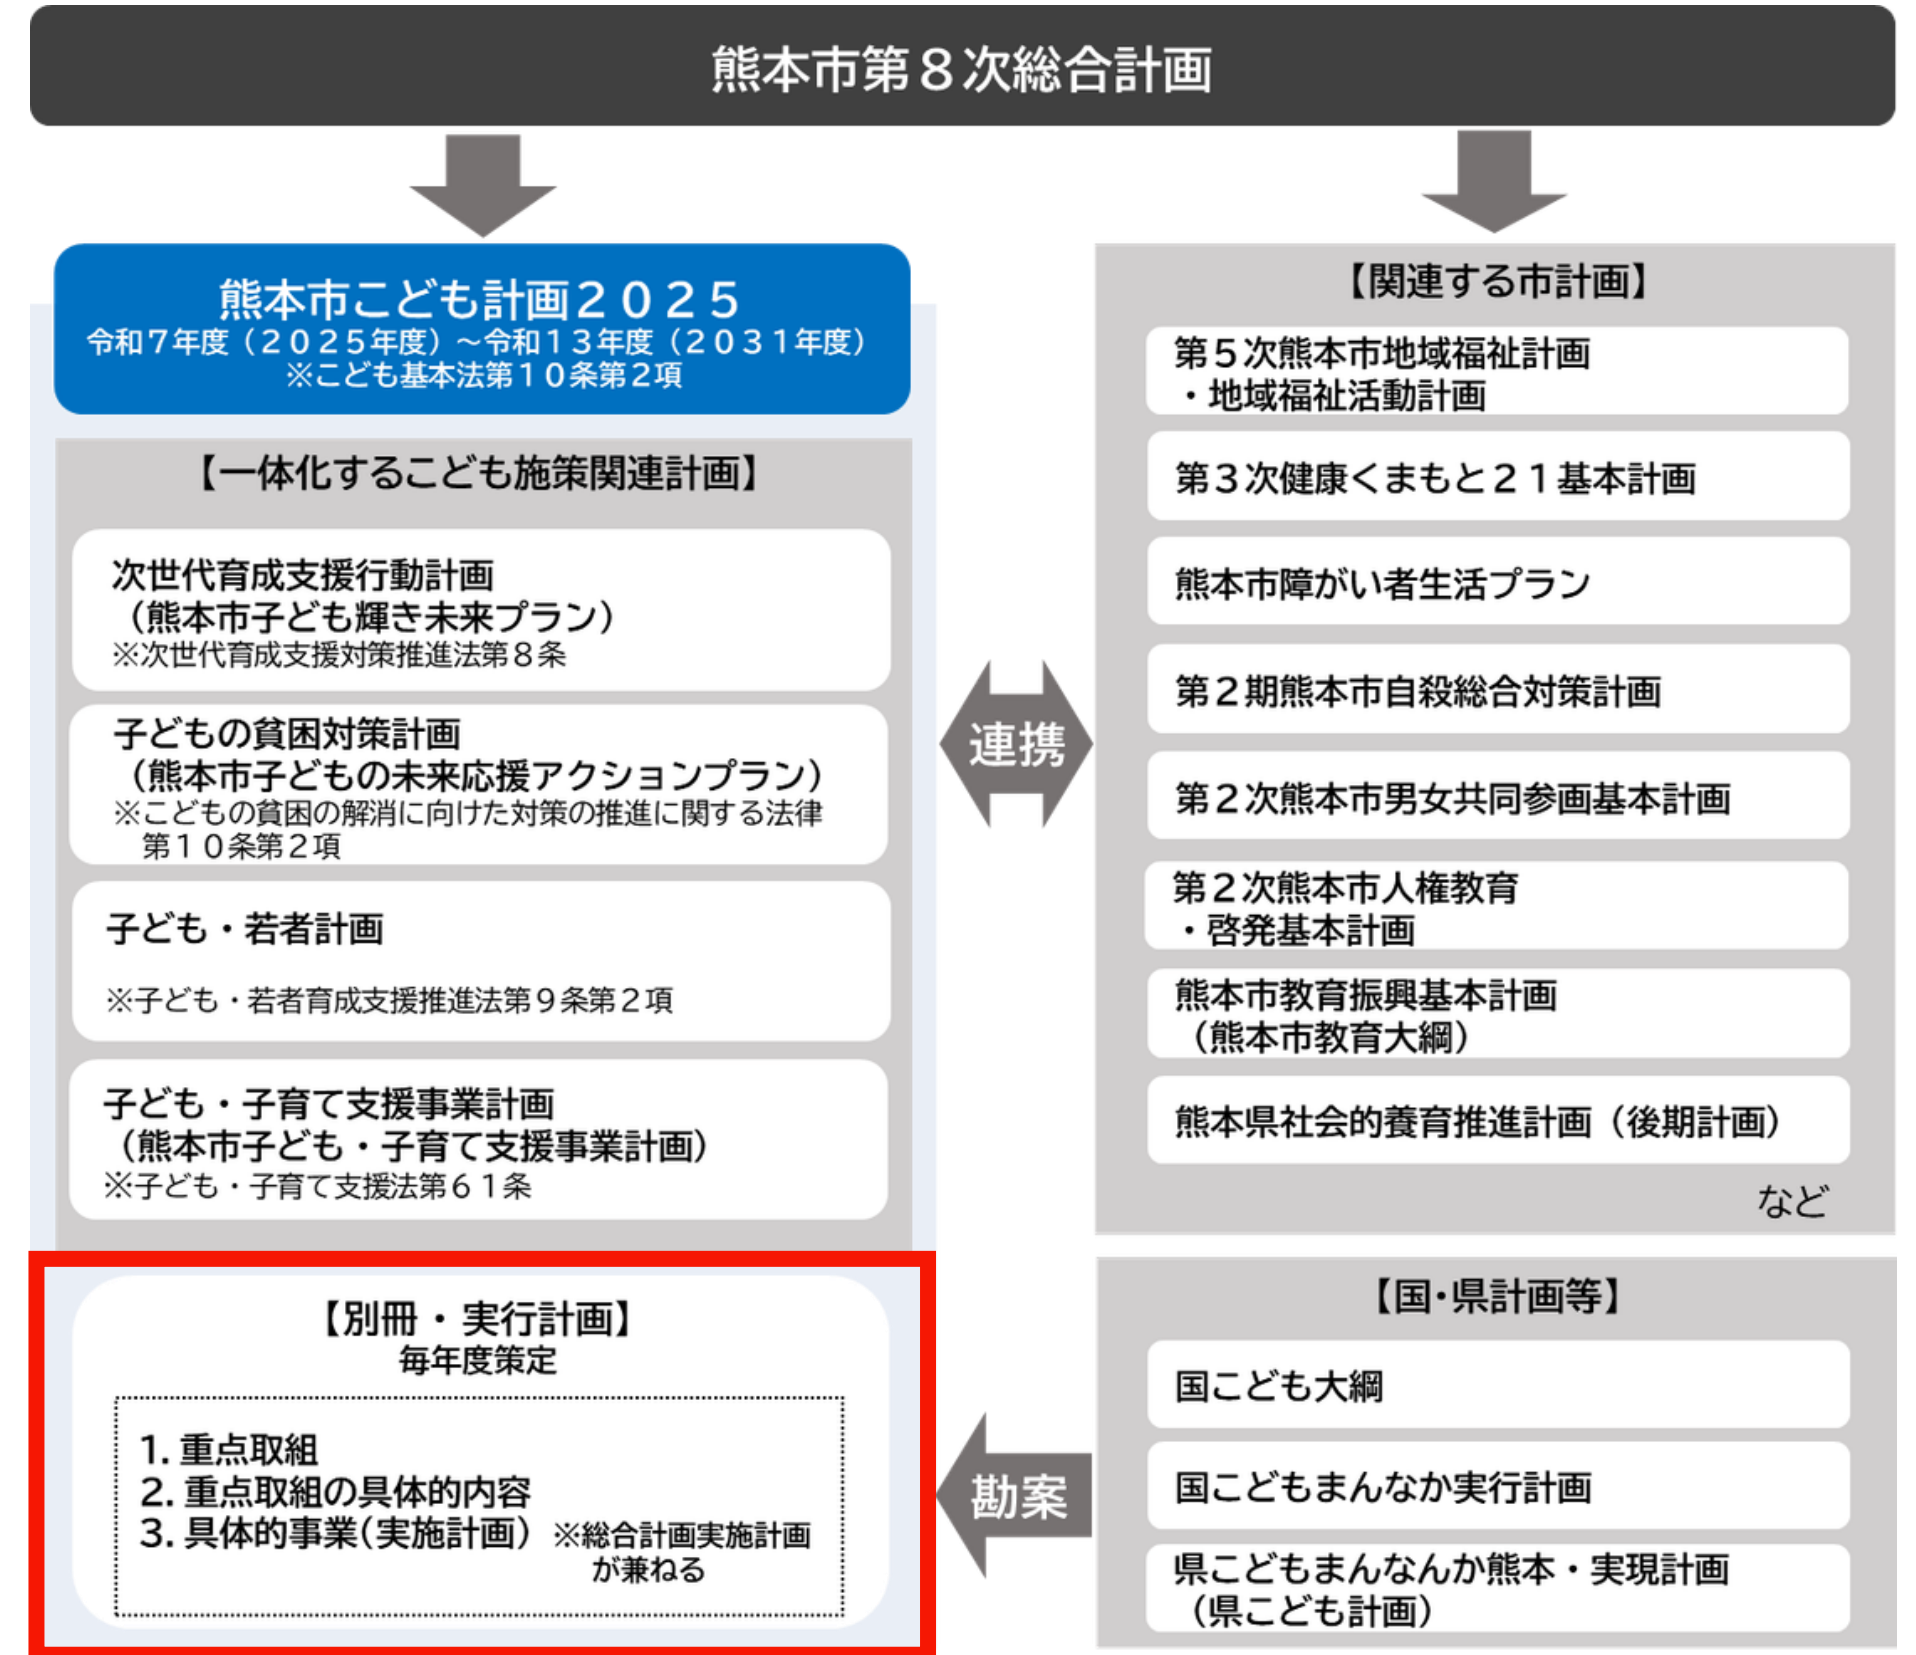 熊本市第８次総合計画
熊本市こども計画２０２５
令和７年度（２０２５年度）～令和１３年度（２０３１年度）
※こども基本法第１０条第２項
【一体化するこども施策関連計画】
次世代育成支援行動計画
（熊本市子ども輝き未来プラン）
※次世代育成支援対策推進法第８条
子どもの貧困対策計画
（熊本市子どもの未来応援アクションプラン）
※こどもの貧困の解消に向けた対策の推進に関する法律
第１０条第２項
子ども・若者計画
※子ども・若者育成支援推進法第９条第２項
子ども・子育て支援事業計画
（熊本市子ども・子育て支援事業計画）
※子ども・子育て支援法第６１条
【別冊・実行計画】
毎年度策定
1. 重点取組
2. 重点取組の具体的内容
3. 具体的事業（実施計画）※総合計画実施計画
が兼ねる
連携
勘案
【関連する市計画】
第５次熊本市地域福祉計画
・地域福祉活動計画
第３次健康くまもと２１基本計画
熊本市障がい者生活プラン
第２期熊本市自殺総合対策計画
第２次熊本市男女共同参画基本計画
第２次熊本市人権教育
・啓発基本計画
熊本市教育振興基本計画
（熊本市教育大綱）
熊本県社会的養育推進計画（後期計画）
など
【国・県計画等】
国こども大綱
国こどもまんなか実行計画
県こどもまんなんか熊本・実現計画
（県こども計画）